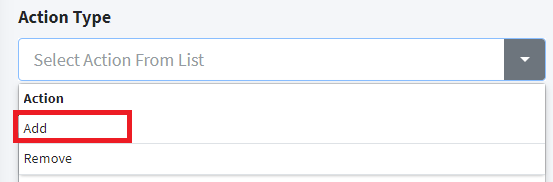 Action Type
Select Action From List
Action
Add
Remove